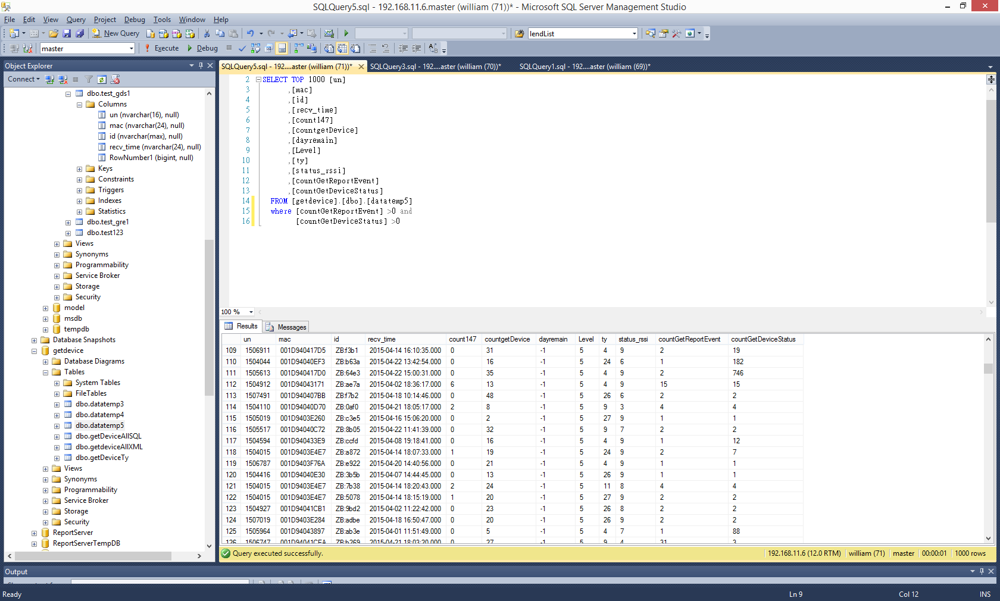 SQLQuery5.sql - 192.168.11.6.master (william (71))* - Microsoft SQL Server Management Studio
File Edit View Query Project Debug Tools Window Help
New Query
lendList
master
Execute
Debug
Object Explorer
Connect
dbo.test_gds1
Columns
un (nvarchar(16), null)
mac (nvarchar(24), null)
id (nvarchar(max), null)
recv_time (nvarchar(24), null)
RowNumber1 (bigint, null)
Keys
Constraints
Triggers
Indexes
Statistics
dbo.test_gre1
dbo.test123
Views
Synonyms
Programmability
Service Broker
Storage
Security
model
msdb
tempdb
Database Snapshots
getdevice
Database Diagrams
Tables
System Tables
FileTables
dbo.datatemp3
dbo.datatemp4
dbo.datatemp5
dbo.getDeviceAllSQL
dbo.getdeviceAllXML
dbo.getDeviceTy
Views
Synonyms
Programmability
Service Broker
Storage
Security
ReportServer
ReportServerTempDB
SQLQuery5.sql - 192....aster (william (71))* SQLQuery3.sql - 192....aster (william (70))* SQLQuery1.sql - 192....aster (william (69))*
2 SELECT TOP 1000 [un]
3 ,[mac]
4 ,[id]
5 ,[recv_time]
6 ,[count147]
7 ,[countgetDevice]
8 ,[dayremain]
9 ,[Level]
10 ,[ty]
11 ,[status_rssi]
12 ,[countGetReportEvent]
13 ,[countGetDeviceStatus]
14 FROM [getdevice].[dbo].[datatemp5]
15 where [countGetReportEvent] >0 and
16 [countGetDeviceStatus] >0
100 %
Results Messages
un mac id recv_time count147 countgetDevice dayremain Level ty status_rssi countGetReportEvent countGetDeviceStatus
109 1506911 001D940417D5 ZB:f3b1 2015-04-14 16:10:35.000 0 31 -1 5 4 9 2 19
110 1504044 001D94040EF3 ZB:b63a 2015-04-22 13:42:54.000 0 16 -1 5 24 6 1 182
111 1505613 001D940417D0 ZB:64e3 2015-04-22 15:00:31.000 0 35 -1 5 4 9 2 746
112 1504912 001D94043171 ZB:ae7a 2015-04-02 18:36:17.000 6 13 -1 5 4 9 15 15
113 1507491 001D940407BB ZB:f7b2 2015-04-18 10:14:46.000 0 48 -1 5 26 6 2 2
114 1504110 001D94040D70 ZB:0af0 2015-04-21 18:05:17.000 2 8 -1 5 9 3 4 4
115 1505019 001D9403E260 ZB:c3e5 2015-04-16 15:06:20.000 0 2 -1 5 27 9 1 1
116 1505517 001D94040C72 ZB:8b05 2015-04-22 11:41:39.000 0 32 -1 5 9 7 2 2
117 1504594 001D940433E9 ZB:ccfd 2015-04-08 19:18:41.000 0 16 -1 5 4 9 1 12
118 1504015 001D9403E4E7 ZB:a872 2015-04-14 18:07:33.000 1 19 -1 5 24 9 2 7
119 1506787 001D9403F76A ZB:e922 2015-04-20 14:40:56.000 0 21 -1 5 4 9 1 1
120 1504416 001D94040E30 ZB:3b5b 2015-04-07 14:44:45.000 0 13 -1 5 26 9 1 1
121 1504015 001D9403E4E7 ZB:7b38 2015-04-14 18:20:43.000 2 24 -1 5 11 8 4 4
122 1504015 001D9403E4E7 ZB:5078 2015-04-14 18:15:19.000 1 20 -1 5 27 9 2 2
123 1504927 001D94041CB1 ZB:9bd2 2015-04-02 11:22:42.000 0 23 -1 5 26 8 2 2
124 1507019 001D9403E284 ZB:adbe 2015-04-18 16:50:47.000 0 20 -1 5 26 9 2 2
125 1505964 001D94043897 ZB:ab3e 2015-04-01 11:51:49.000 0 5 -1 5 4 7 1 88
126 1506747 001D94041CEA ZB:b269 2015-04-21 18:03:20.000 0 27 -1 5 9 4 31 3
Query executed successfully.
192.168.11.6 (12.0 RTM) william (71) master 00:00:01 1000 rows
Output
Ready
Ln 9 Col 12 INS